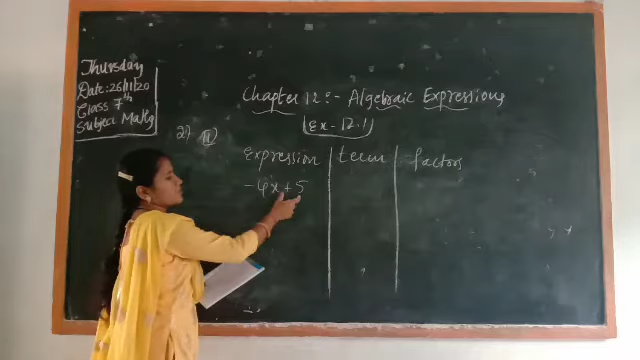 Thursday
Date: 26/11/20
Class 7th
Subject Maths
Chapter 12:- Algebraic Expressions
Ex-12.1
2) ii)
Expression term factors
-4x+5